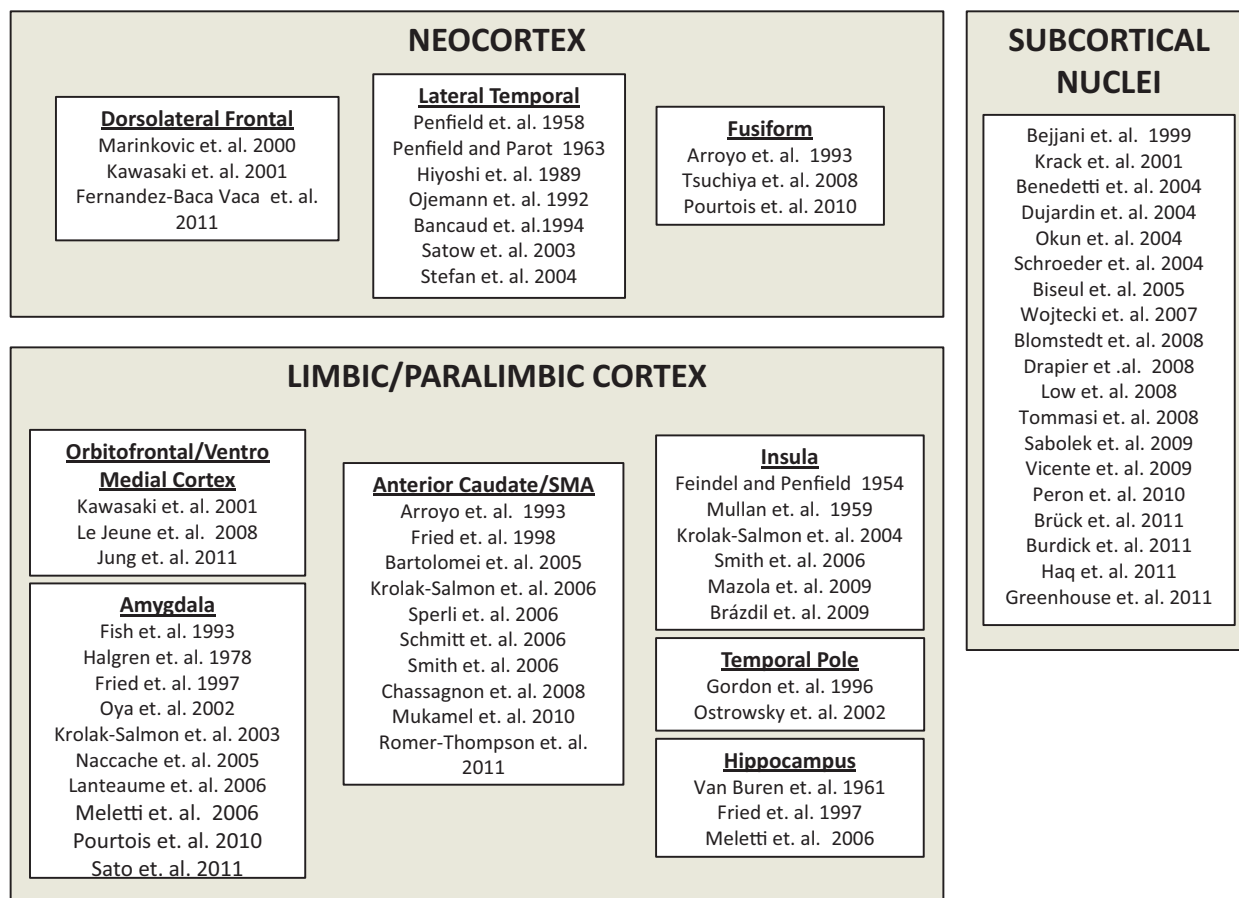 NEOCORTEX
Dorsolateral Frontal
Marinkovic et. al. 2000
Kawasaki et. al. 2001
Fernandez-Baca Vaca et. al.
2011
Lateral Temporal
Penfield et. al. 1958
Penfield and Parot 1963
Hiyoshi et. al. 1989
Ojemann et. al. 1992
Bancaud et. al.1994
Satow et. al. 2003
Stefan et. al. 2004
Fusiform
Arroyo et. al. 1993
Tsuchiya et. al. 2008
Pourtois et. al. 2010
LIMBIC/PARALIMBIC CORTEX
Orbitofrontal/Ventro
Medial Cortex
Kawasaki et. al. 2001
Le Jeune et. al. 2008
Jung et. al. 2011
Amygdala
Fish et. al. 1993
Halgren et. al. 1978
Fried et. al. 1997
Oya et. al. 2002
Krolak-Salmon et. al. 2003
Naccache et. al. 2005
Lanteaume et. al. 2006
Meletti et. al. 2006
Pourtois et. al. 2010
Sato et. al. 2011
Anterior Caudate/SMA
Arroyo et. al. 1993
Fried et. al. 1998
Bartolomei et. al. 2005
Krolak-Salmon et. al. 2006
Sperli et. al. 2006
Schmitt et. al. 2006
Smith et. al. 2006
Chassagnon et. al. 2008
Mukamel et. al. 2010
Romer-Thompson et. al.
2011
Insula
Feindel and Penfield 1954
Mullan et. al. 1959
Krolak-Salmon et. al. 2004
Smith et. al. 2006
Mazola et. al. 2009
Brázdil et. al. 2009
Temporal Pole
Gordon et. al. 1996
Ostrowsky et. al. 2002
Hippocampus
Van Buren et. al. 1961
Fried et. al. 1997
Meletti et. al. 2006
SUBCORTICAL
NUCLEI
Bejjani et. al. 1999
Krack et. al. 2001
Benedetti et. al. 2004
Dujardin et. al. 2004
Okun et. al. 2004
Schroeder et. al. 2004
Biseul et. al. 2005
Wojtecki et. al. 2007
Blomstedt et. al. 2008
Drapier et .al. 2008
Low et. al. 2008
Tommasi et. al. 2008
Sabolek et. al. 2009
Vicente et. al. 2009
Peron et. al. 2010
Brück et. al. 2011
Burdick et. al. 2011
Haq et. al. 2011
Greenhouse et. al. 2011